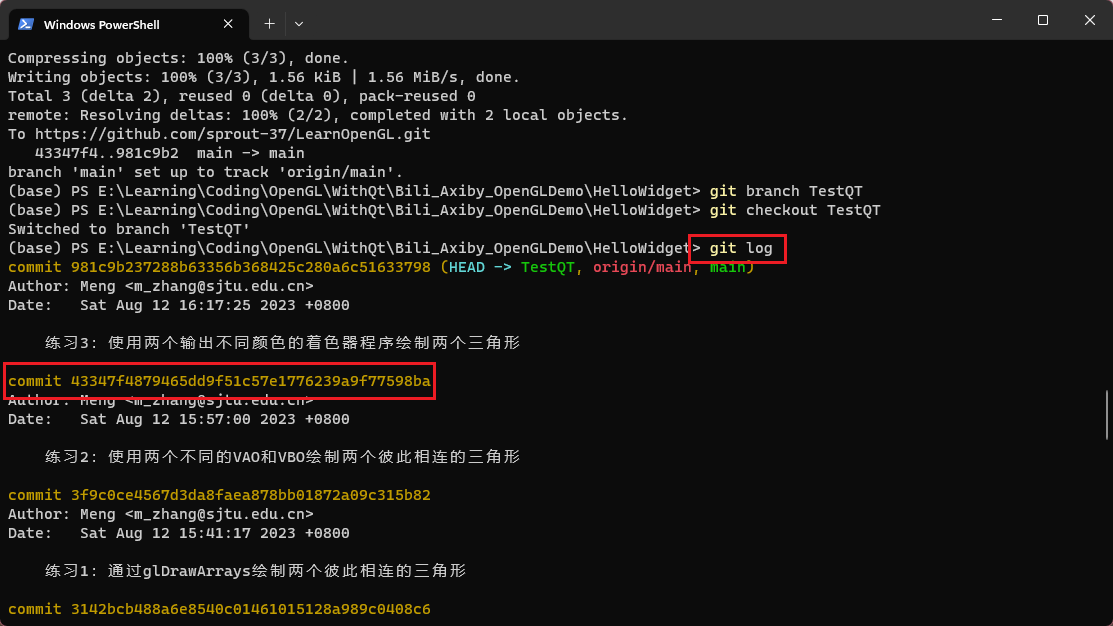 Windows PowerShell
Compressing objects: 100% (3/3), done.
Writing objects: 100% (3/3), 1.56 KiB | 1.56 MiB/s, done.
Total 3 (delta 2), reused 0 (delta 0), pack-reused 0
remote: Resolving deltas: 100% (2/2), completed with 2 local objects.
To https://github.com/sprout-37/LearnOpenGL.git
43347f4..981c9b2  main -> main
branch 'main' set up to track 'origin/main'.
(base) PS E:\Learning\Coding\OpenGL\WithQt\Bili_Axiby_OpenGLDemo\HelloWidget> git branch TestQT
(base) PS E:\Learning\Coding\OpenGL\WithQt\Bili_Axiby_OpenGLDemo\HelloWidget> git checkout TestQT
Switched to branch 'TestQT'
(base) PS E:\Learning\Coding\OpenGL\WithQt\Bili_Axiby_OpenGLDemo\HelloWidget> git log
commit 981c9b237288b63356b368425c280a6c51633798 (HEAD -> TestQT, origin/main, main)
Author: Meng <m_zhang@sjtu.edu.cn>
Date:   Sat Aug 12 16:17:25 2023 +0800
练习3: 使用两个输出不同颜色的着色器程序绘制两个三角形
commit 43347f4879465dd9f51c57e1776239a9f77598ba
Author: Meng <m_zhang@sjtu.edu.cn>
Date:   Sat Aug 12 15:57:00 2023 +0800
练习2: 使用两个不同的VAO和VBO绘制两个彼此相连的三角形
commit 3f9c0ce4567d3da8faea878bb01872a09c315b82
Author: Meng <m_zhang@sjtu.edu.cn>
Date:   Sat Aug 12 15:41:17 2023 +0800
练习1: 通过glDrawArrays绘制两个彼此相连的三角形
commit 3142bcb488a6e8540c01461015128a989c0408c6